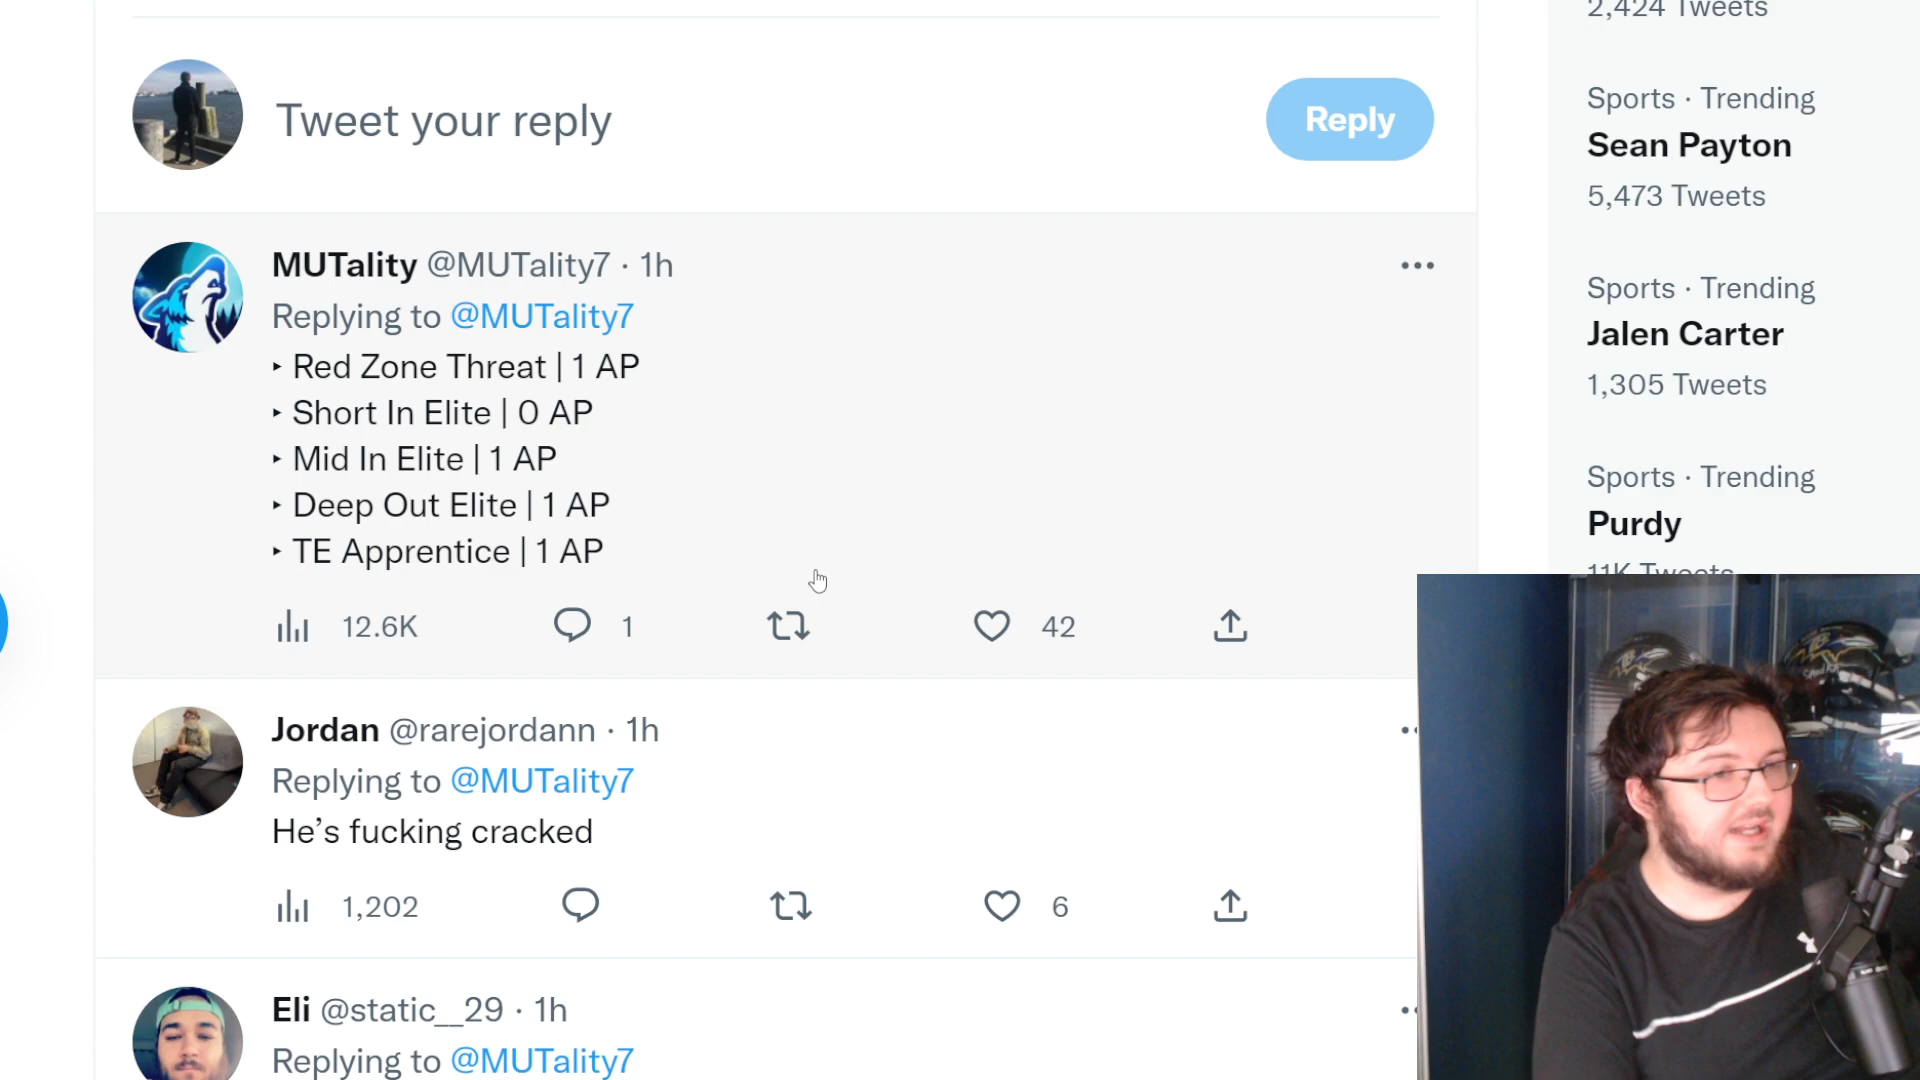 2,424 Tweets
Tweet your reply
Reply
Sports · Trending
Sean Payton
5,473 Tweets
MUTality @MUTality7 · 1h
Replying to @MUTality7
‣ Red Zone Threat | 1 AP
‣ Short In Elite | 0 AP
‣ Mid In Elite | 1 AP
‣ Deep Out Elite | 1 AP
‣ TE Apprentice | 1 AP
12.6K
1
42
Sports · Trending
Jalen Carter
1,305 Tweets
Sports · Trending
Purdy
11K Tweets
Jordan @rarejordann · 1h
Replying to @MUTality7
He’s fucking cracked
1,202
6
Eli @static__29 · 1h
Replying to @MUTality7